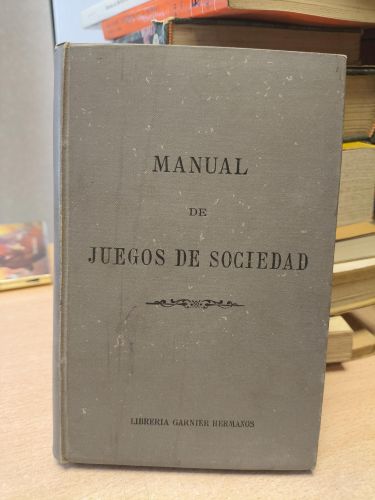 MANUAL
DE
JUEGOS DE SOCIEDAD
LIBRERIA GARNIER HERMANOS